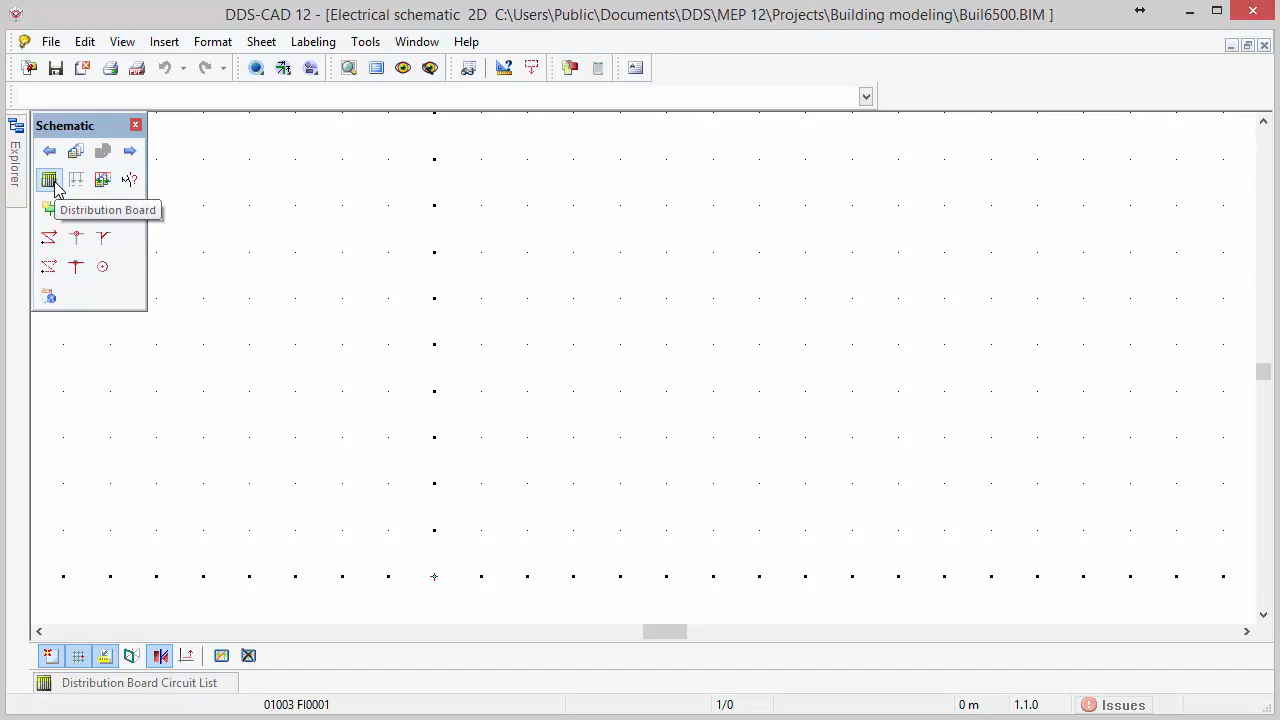 DDS-CAD 12 - [Electrical schematic  2D  C:\Users\Public\Documents\DDS\MEP 12\Projects\Building modeling\Buil6500.BIM ]
File Edit View Insert Format Sheet Labeling Tools Window Help
Schematic
Explorer
Distribution Board
Distribution Board Circuit List
01003 FI0001 1/0 0 m 1.1.0 Issues